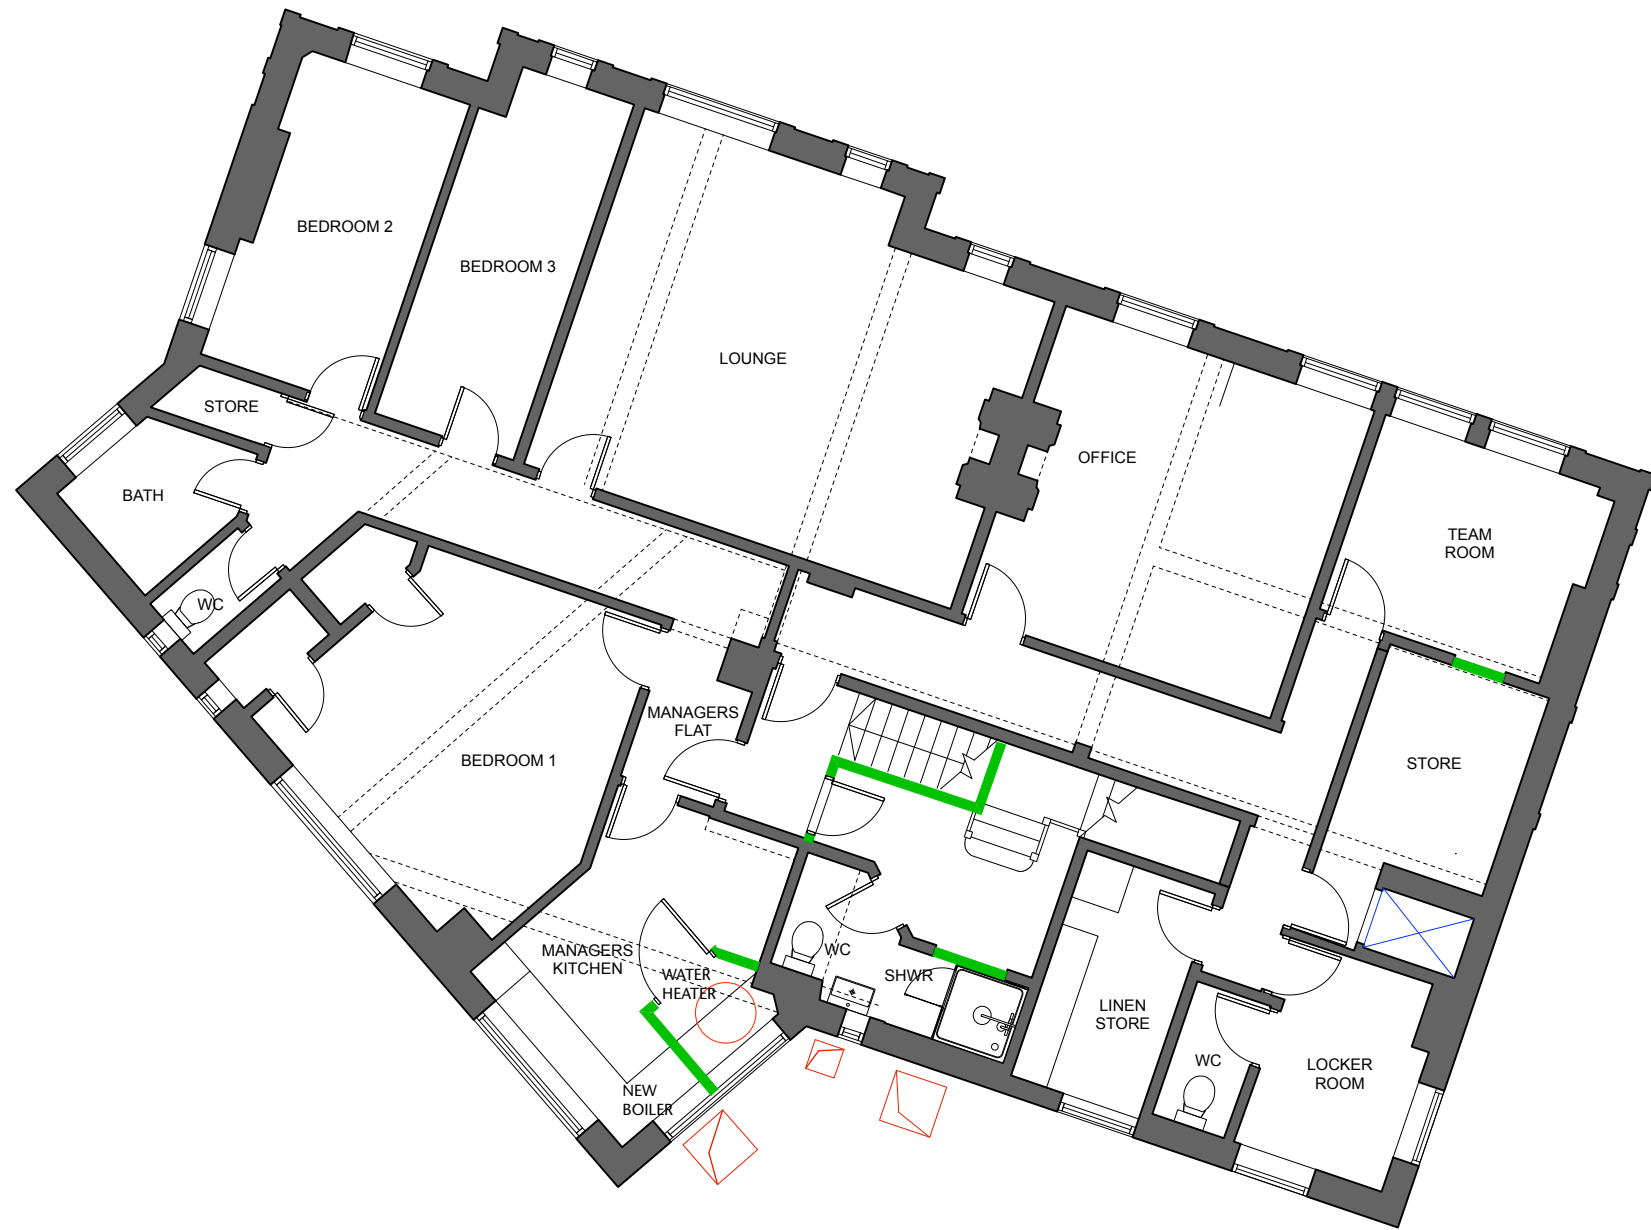 BEDROOM 2
BEDROOM 3
LOUNGE
STORE
OFFICE
BATH
TEAM
ROOM
WC
MANAGERS
FLAT
BEDROOM 1
STORE
MANAGERS
KITCHEN
WATER
HEATER
WC
SHWR
LINEN
STORE
WC
LOCKER
ROOM
NEW
BOILER